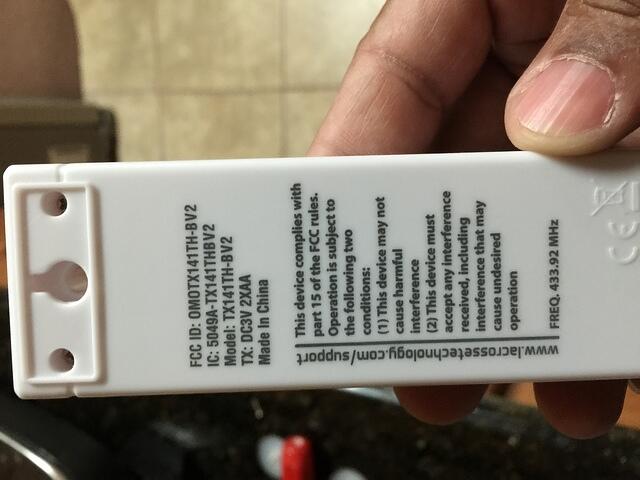 FCC ID: OMOTX141TH-BV2
IC: 5049A-TX141THBV2
Model: TX141TH-BV2
TX: DC3V 2XAA
Made In China
This device complies with
part 15 of the FCC rules.
Operation is subject to
the following two
conditions:
(1) This device may not
cause harmful
interference
(2) This device must
accept any interference
received, including
interference that may
cause undesired
operation
FREQ. 433.92 MHz
www.lacrossetechnology.com/support
CE